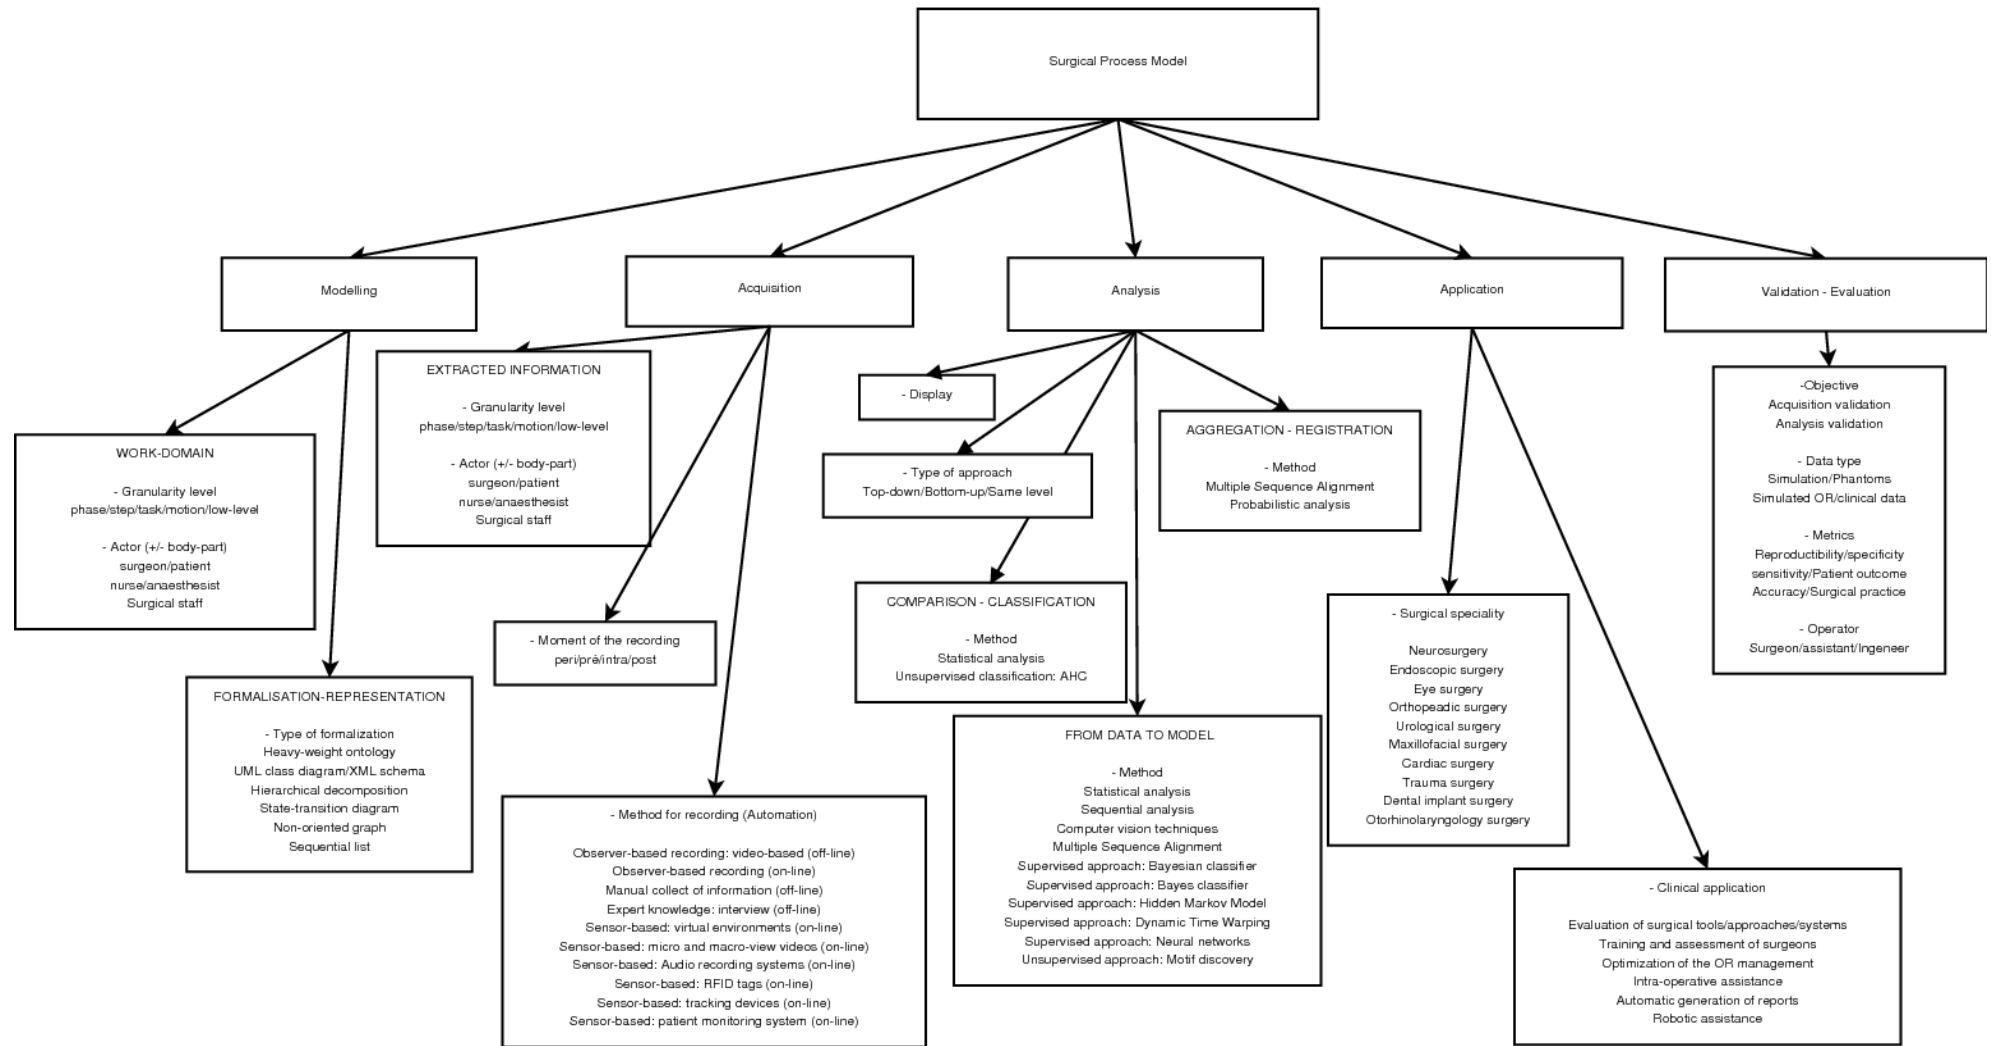 Surgical Process Model
Modelling
Acquisition
Analysis
Application
Validation - Evaluation
WORK-DOMAIN
- Granularity level
phase/step/task/motion/low-level
- Actor (+/- body-part)
surgeon/patient
nurse/anaesthesist
Surgical staff
FORMALISATION-REPRESENTATION
- Type of formalization
Heavy-weight ontology
UML class diagram/XML schema
Hierarchical decomposition
State-transition diagram
Non-oriented graph
Sequential list
EXTRACTED INFORMATION
- Granularity level
phase/step/task/motion/low-level
- Actor (+/- body-part)
surgeon/patient
nurse/anaesthesist
Surgical staff
- Moment of the recording
peri/pré/intra/post
- Method for recording (Automation)
Observer-based recording: video-based (off-line)
Observer-based recording (on-line)
Manual collect of information (off-line)
Expert knowledge: interview (off-line)
Sensor-based: virtual environments (on-line)
Sensor-based: micro and macro-view videos (on-line)
Sensor-based: Audio recording systems (on-line)
Sensor-based: RFID tags (on-line)
Sensor-based: tracking devices (on-line)
Sensor-based: patient monitoring system (on-line)
- Display
- Type of approach
Top-down/Bottom-up/Same level
COMPARISON - CLASSIFICATION
- Method
Statistical analysis
Unsupervised classification: AHC
FROM DATA TO MODEL
- Method
Statistical analysis
Sequential analysis
Computer vision techniques
Multiple Sequence Alignment
Supervised approach: Bayesian classifier
Supervised approach: Bayes classifier
Supervised approach: Hidden Markov Model
Supervised approach: Dynamic Time Warping
Supervised approach: Neural networks
Unsupervised approach: Motif discovery
AGGREGATION - REGISTRATION
- Method
Multiple Sequence Alignment
Probabilistic analysis
- Surgical speciality
Neurosurgery
Endoscopic surgery
Eye surgery
Orthopeadic surgery
Urological surgery
Maxillofacial surgery
Cardiac surgery
Trauma surgery
Dental implant surgery
Otorhinolaryngology surgery
- Clinical application
Evaluation of surgical tools/approaches/systems
Training and assessment of surgeons
Optimization of the OR management
Intra-operative assistance
Automatic generation of reports
Robotic assistance
-Objective
Acquisition validation
Analysis validation
- Data type
Simulation/Phantoms
Simulated OR/clinical data
- Metrics
Reproductibility/specificity
sensitivity/Patient outcome
Accuracy/Surgical practice
- Operator
Surgeon/assistant/Ingeneer